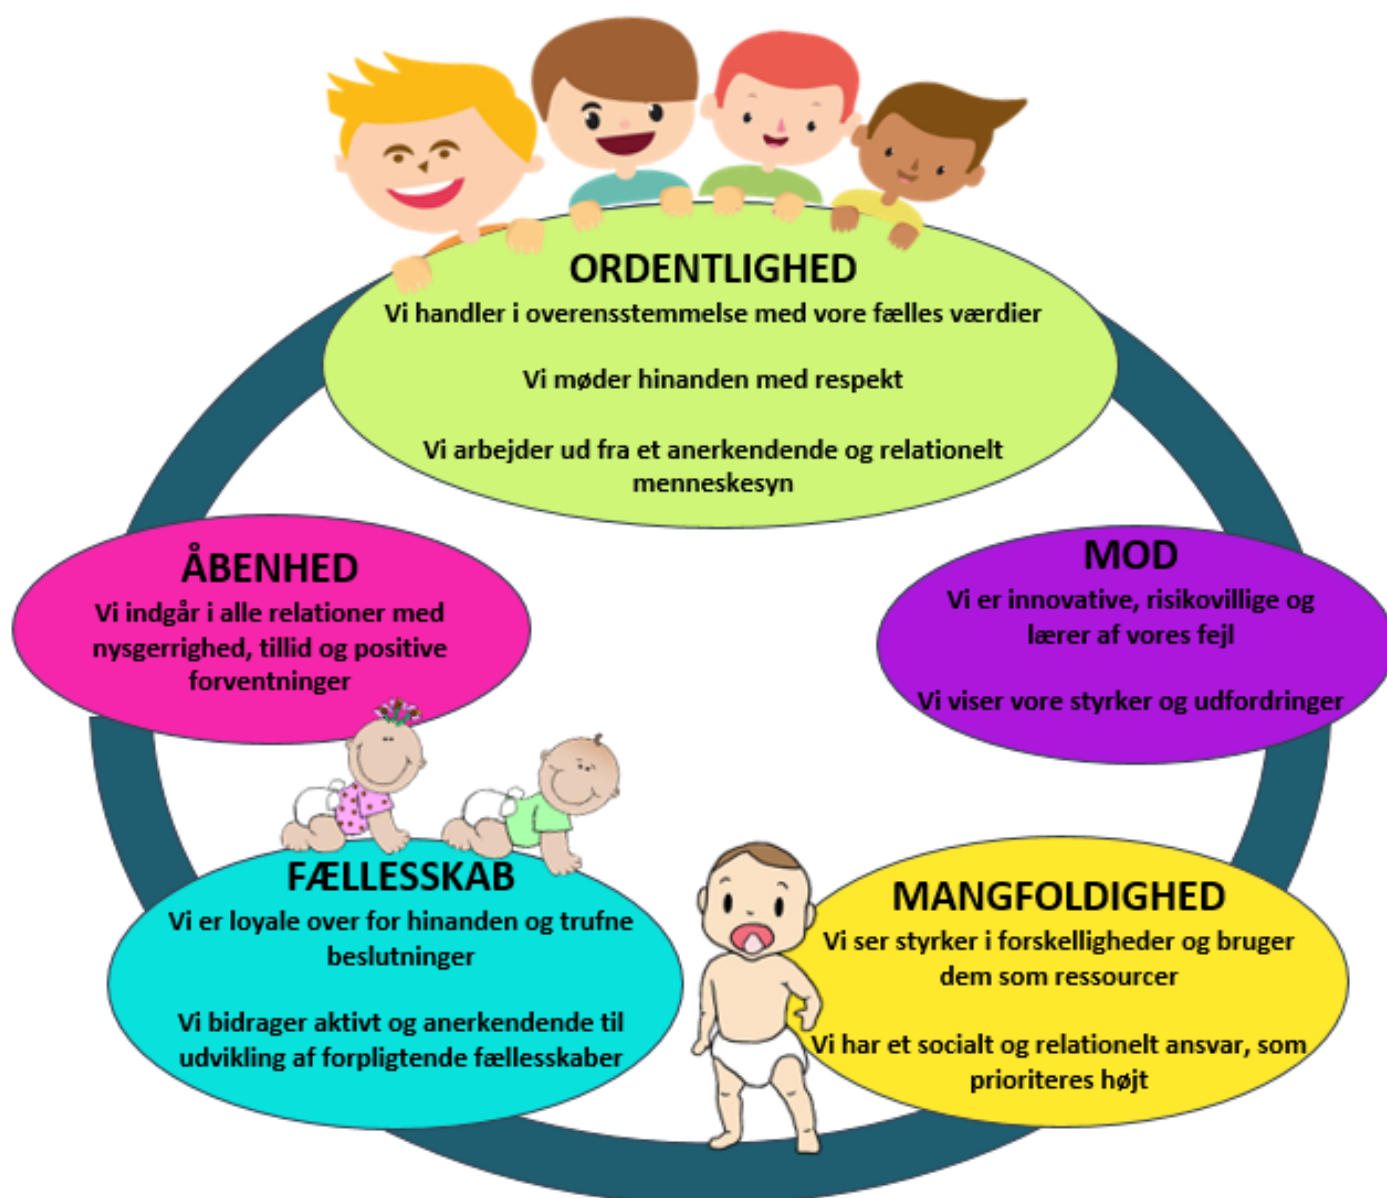 ORDENTLIGHED
Vi handler i overensstemmelse med vore fælles værdier
Vi møder hinanden med respekt
Vi arbejder ud fra et anerkendende og relationelt
menneskesyn
ÅBENHED
Vi indgår i alle relationer med
nysgerrighed, tillid og positive
forventninger
MOD
Vi er innovative, risikovillige og
lærer af vores fejl
Vi viser vore styrker og udfordringer
FÆLLESSKAB
Vi er loyale over for hinanden og trufne
beslutninger
Vi bidrager aktivt og anerkendende til
udvikling af forpligtende fællesskaber
MANGFOLDIGHED
Vi ser styrker i forskelligheder og bruger
dem som ressourcer
Vi har et socialt og relationelt ansvar, som
prioriteres højt